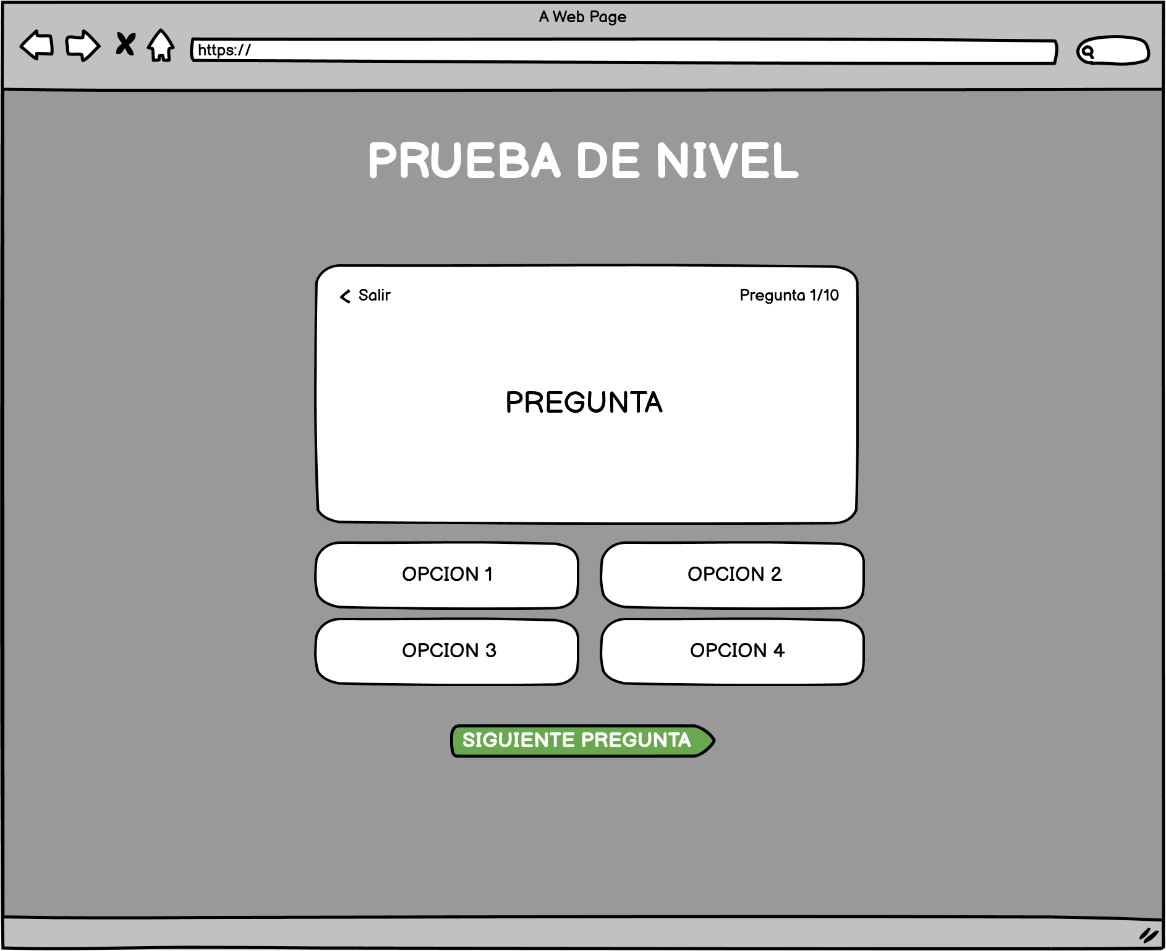 A Web Page
https://
PRUEBA DE NIVEL
Salir
Pregunta 1/10
PREGUNTA
OPCION 1
OPCION 2
OPCION 3
OPCION 4
SIGUIENTE PREGUNTA